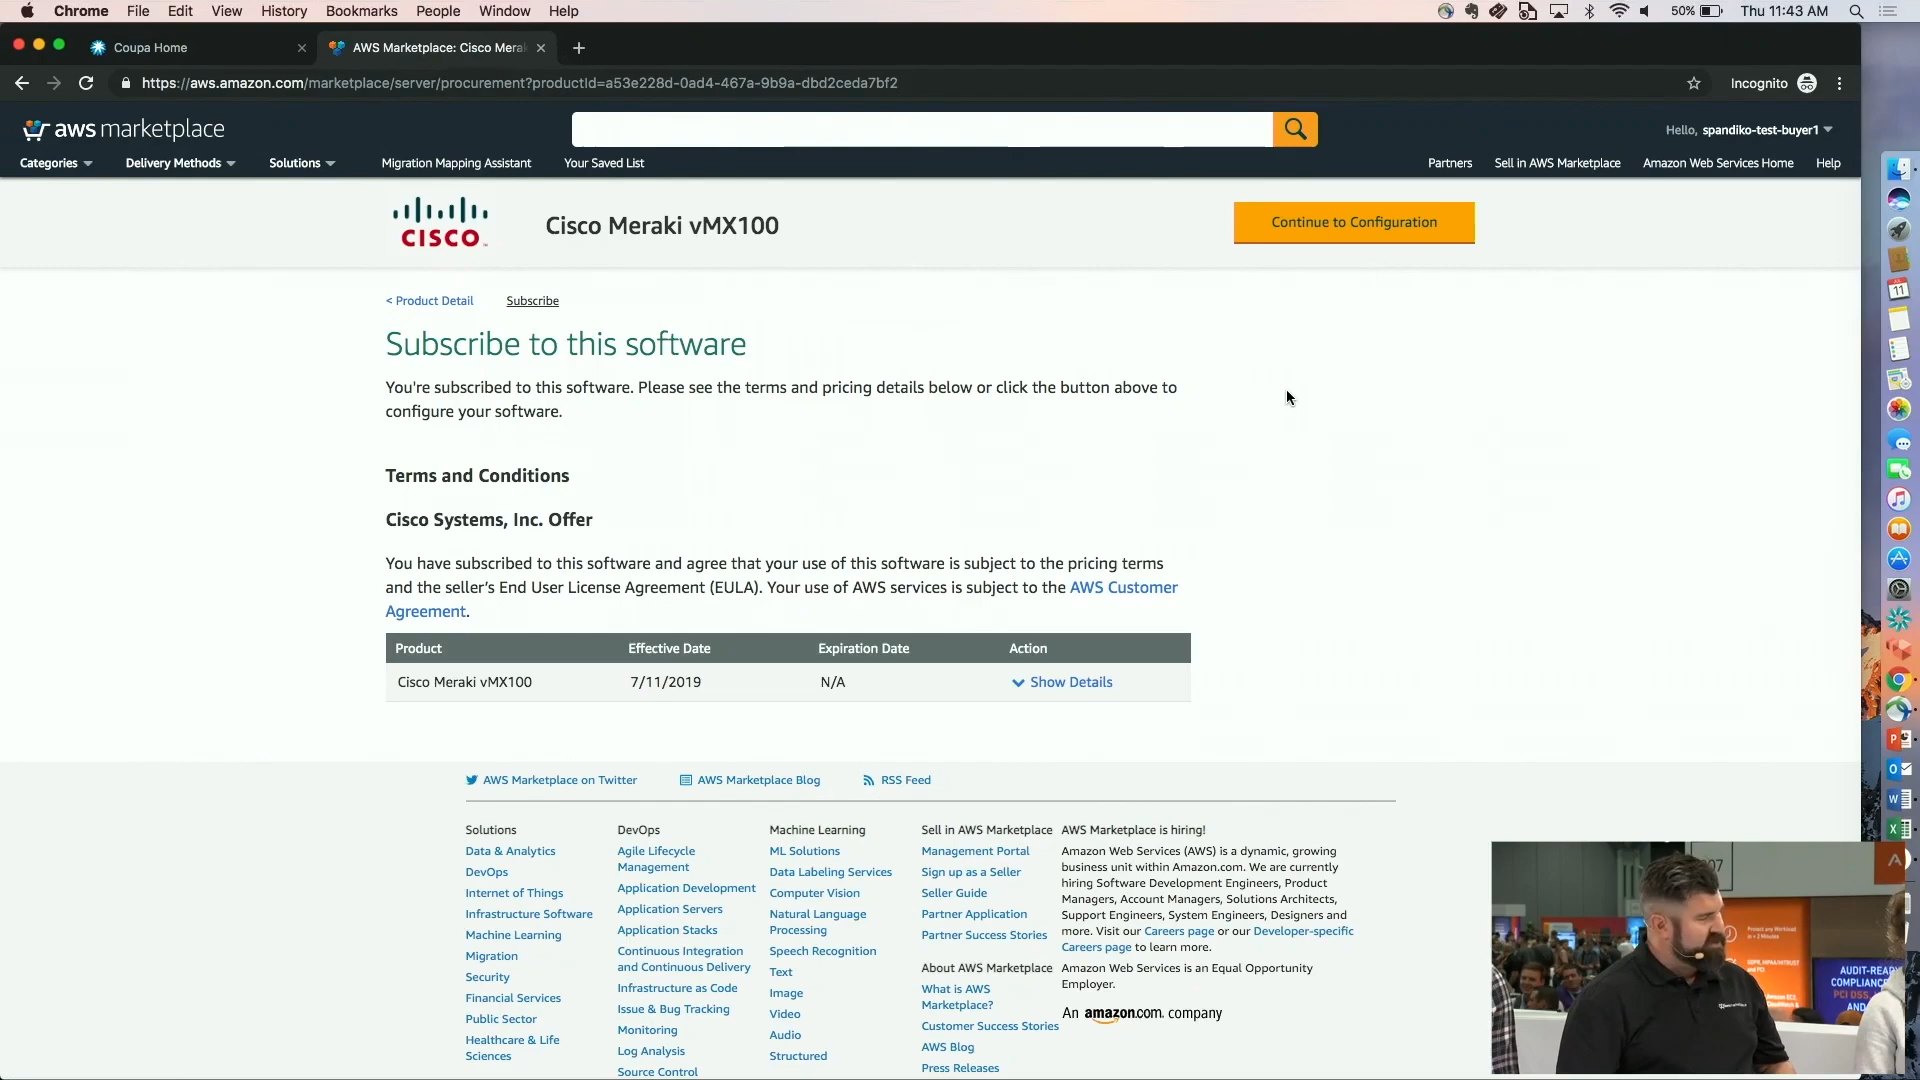 Chrome File Edit View History Bookmarks People Window Help
50% Thu 11:43 AM
Coupa Home
AWS Marketplace: Cisco Mera
https://aws.amazon.com/marketplace/server/procurement?productId=a53e228d-0ad4-467a-9b9a-dbd2ceda7bf2
Incognito
aws marketplace
Hello, spandiko-test-buyer1
Categories Delivery Methods Solutions Migration Mapping Assistant Your Saved List
Partners Sell in AWS Marketplace Amazon Web Services Home Help
CISCO
Cisco Meraki vMX100
Continue to Configuration
< Product Detail Subscribe
Subscribe to this software
You're subscribed to this software. Please see the terms and pricing details below or click the button above to
configure your software.
Terms and Conditions
Cisco Systems, Inc. Offer
You have subscribed to this software and agree that your use of this software is subject to the pricing terms
and the seller's End User License Agreement (EULA). Your use of AWS services is subject to the AWS Customer
Agreement.
Product Effective Date Expiration Date Action
Cisco Meraki vMX100 7/11/2019 N/A Show Details
AWS Marketplace on Twitter AWS Marketplace Blog RSS Feed
Solutions
Data & Analytics
DevOps
Internet of Things
Infrastructure Software
Machine Learning
Migration
Security
Financial Services
Public Sector
Healthcare & Life
Sciences
DevOps
Agile Lifecycle
Management
Application Development
Application Servers
Application Stacks
Continuous Integration
and Continuous Delivery
Infrastructure as Code
Issue & Bug Tracking
Monitoring
Log Analysis
Source Control
Machine Learning
ML Solutions
Data Labeling Services
Computer Vision
Natural Language
Processing
Speech Recognition
Text
Image
Video
Audio
Structured
Sell in AWS Marketplace
Management Portal
Sign up as a Seller
Seller Guide
Partner Application
Partner Success Stories
About AWS Marketplace
What is AWS
Marketplace?
Customer Success Stories
AWS Blog
Press Releases
AWS Marketplace is hiring!
Amazon Web Services (AWS) is a dynamic, growing
business unit within Amazon.com. We are currently
hiring Software Development Engineers, Product
Managers, Account Managers, Solutions Architects,
Support Engineers, System Engineers, Designers and
more. Visit our Careers page or our Developer-specific
Careers page to learn more.
Amazon Web Services is an Equal Opportunity
Employer.
An amazon.com company
AUDIT-READY
COMPLIANCE
PCI DSS